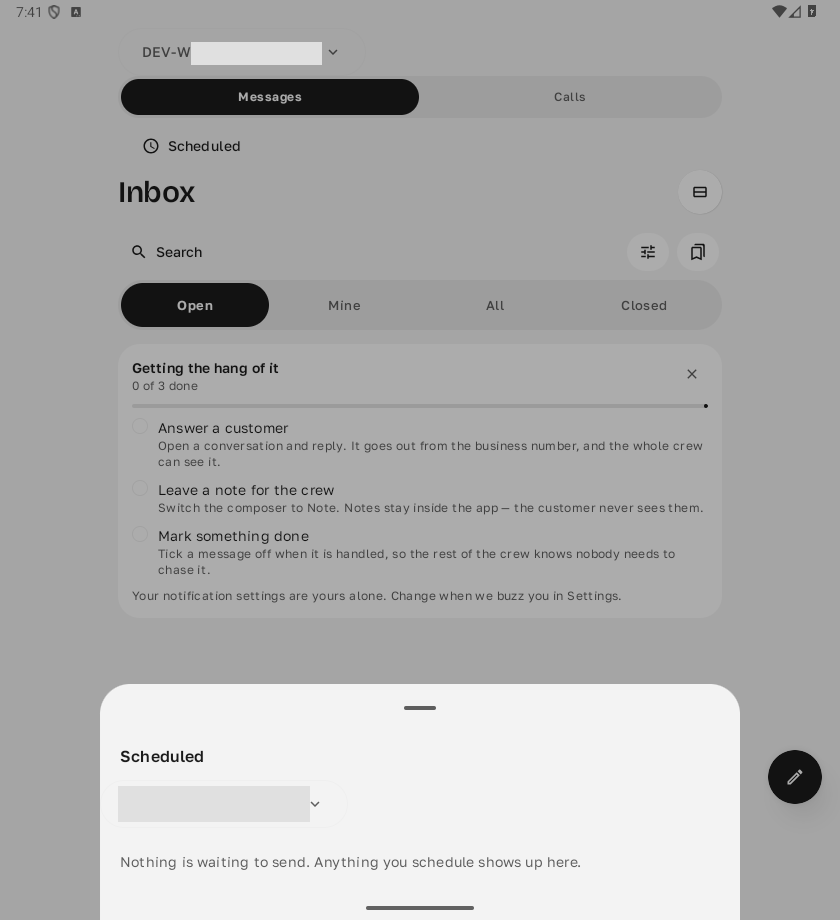 7:41
DEV-W
Messages
Calls
Scheduled
Inbox
Search
Open
Mine
All
Closed
Getting the hang of it
0 of 3 done
Answer a customer
Open a conversation and reply. It goes out from the business number, and the whole crew
can see it.
Leave a note for the crew
Switch the composer to Note. Notes stay inside the app — the customer never sees them.
Mark something done
Tick a message off when it is handled, so the rest of the crew knows nobody needs to
chase it.
Your notification settings are yours alone. Change when we buzz you in Settings.
Scheduled
Nothing is waiting to send. Anything you schedule shows up here.